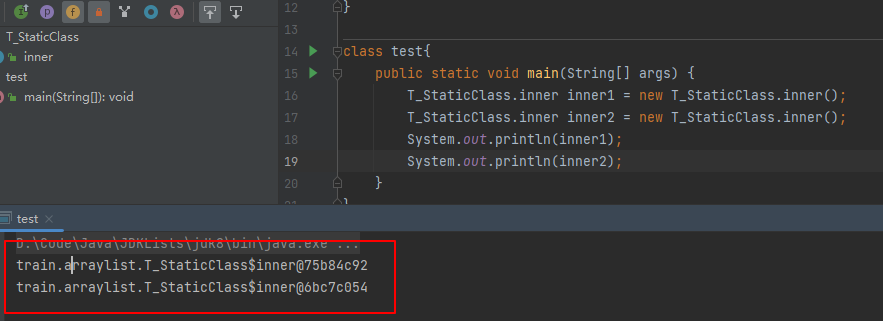 T_StaticClass
inner
test
main(String[]): void
12 }
13
14 class test{
15 public static void main(String[] args) {
16 T_StaticClass.inner inner1 = new T_StaticClass.inner();
17 T_StaticClass.inner inner2 = new T_StaticClass.inner();
18 System.out.println(inner1);
19 System.out.println(inner2);
20 }
21 }
test
D:\Code\Java\JDKLists\jdk8\bin\java.exe ...
train.arraylist.T_StaticClass$inner@75b84c92
train.arraylist.T_StaticClass$inner@6bc7c054